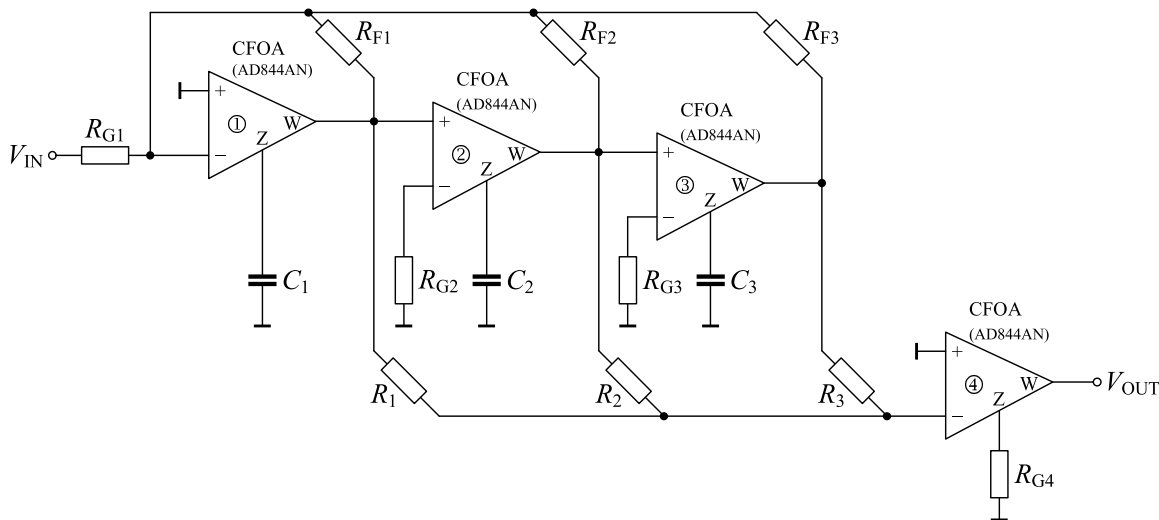 R_F1
R_F2
R_F3
CFOA
(AD844AN)
+
①
W
Z
−
V_IN
R_G1
CFOA
(AD844AN)
+
②
W
Z
−
CFOA
(AD844AN)
+
③
W
Z
−
C_1
R_G2
C_2
R_G3
C_3
CFOA
(AD844AN)
+
④
W
Z
−
V_OUT
R_1
R_2
R_3
R_G4